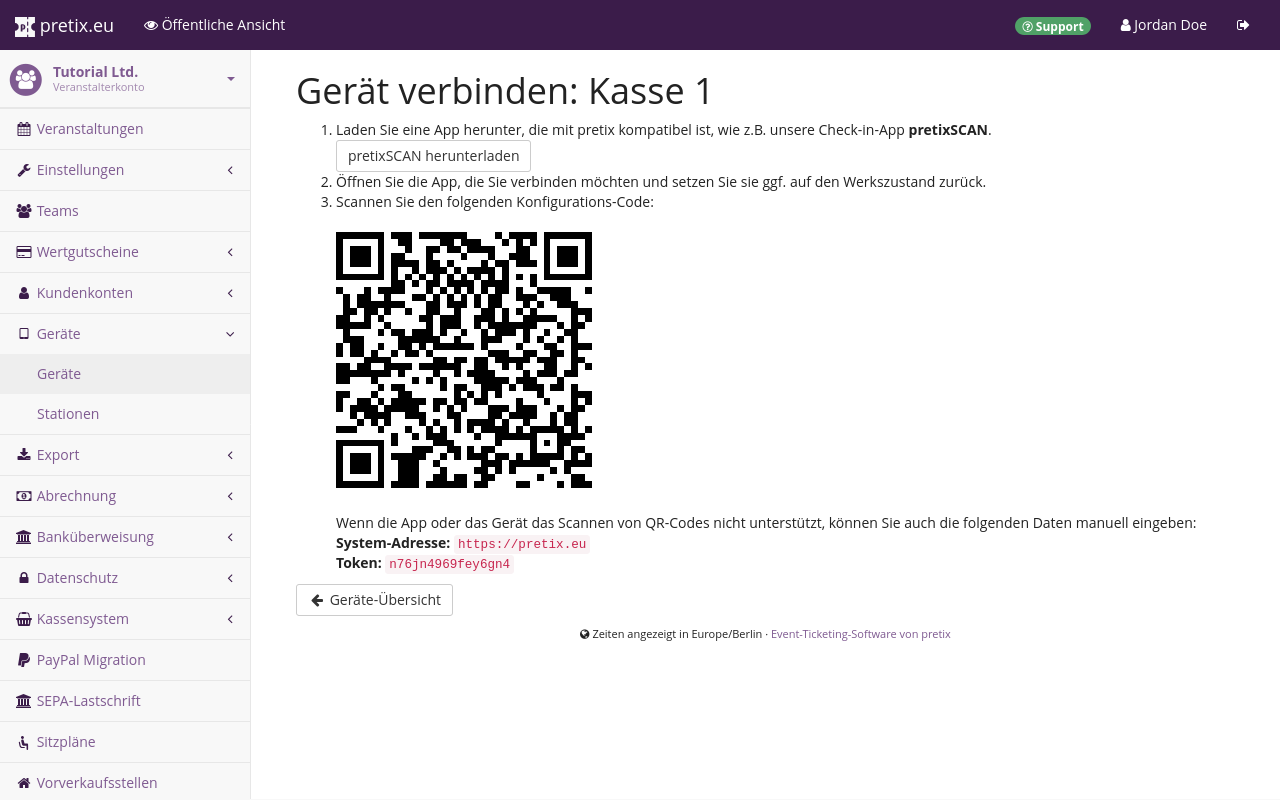 pretix.eu
Öffentliche Ansicht
Support
Jordan Doe
Tutorial Ltd.
Veranstalterkonto
Veranstaltungen
Einstellungen
Teams
Wertgutscheine
Kundenkonten
Geräte
Geräte
Stationen
Export
Abrechnung
Banküberweisung
Datenschutz
Kassensystem
PayPal Migration
SEPA-Lastschrift
Sitzpläne
Vorverkaufsstellen
Gerät verbinden: Kasse 1
1. Laden Sie eine App herunter, die mit pretix kompatibel ist, wie z.B. unsere Check-in-App pretixSCAN.
pretixSCAN herunterladen
2. Öffnen Sie die App, die Sie verbinden möchten und setzen Sie sie ggf. auf den Werkszustand zurück.
3. Scannen Sie den folgenden Konfigurations-Code:
Wenn die App oder das Gerät das Scannen von QR-Codes nicht unterstützt, können Sie auch die folgenden Daten manuell eingeben:
System-Adresse: https://pretix.eu
Token: n76jn4969fey6gn4
Geräte-Übersicht
Zeiten angezeigt in Europe/Berlin · Event-Ticketing-Software von pretix